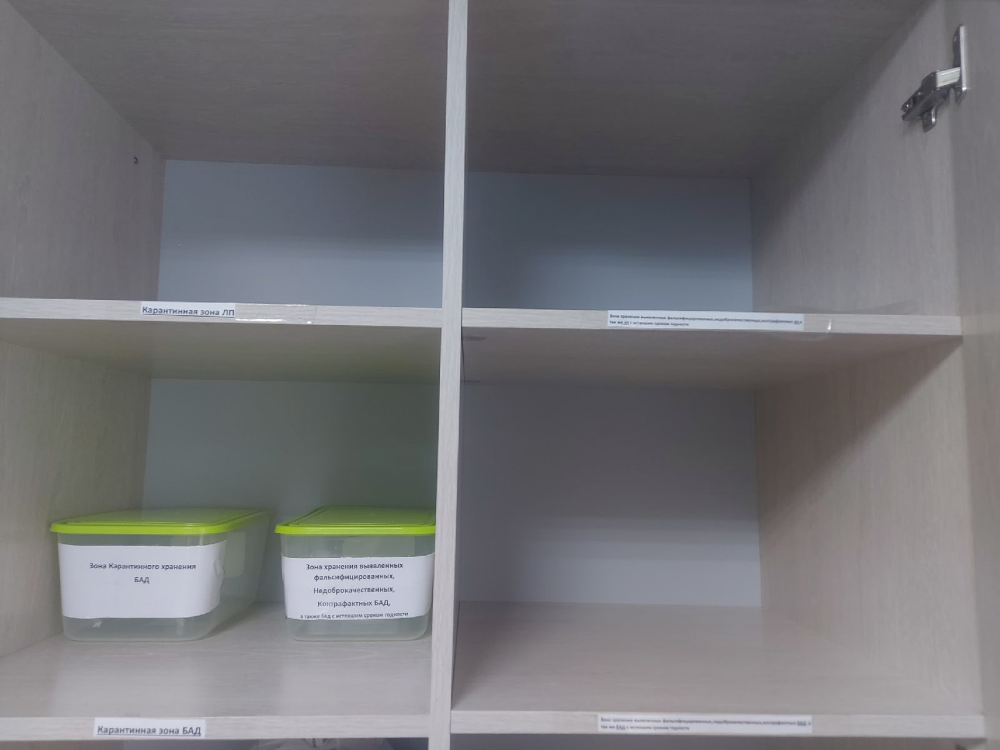 Карантинная зона ЛП
Зона хранения выявленных фальсифицированных,недоброкачественных,контрафактных
так же ЛП с истекшим сроком годности
Зона Карантинного хранения
БАД
Зона хранения выявленных
фальсифицированных,
Недоброкачественных,
Контрафактных БАД,
а также бад с истекшим сроком годности
Карантинная зона БАД
Зона хранения выявленных фальсифицированных,недоброкачественных,контрафактных БАД
так же БАД с истекшим сроком годности